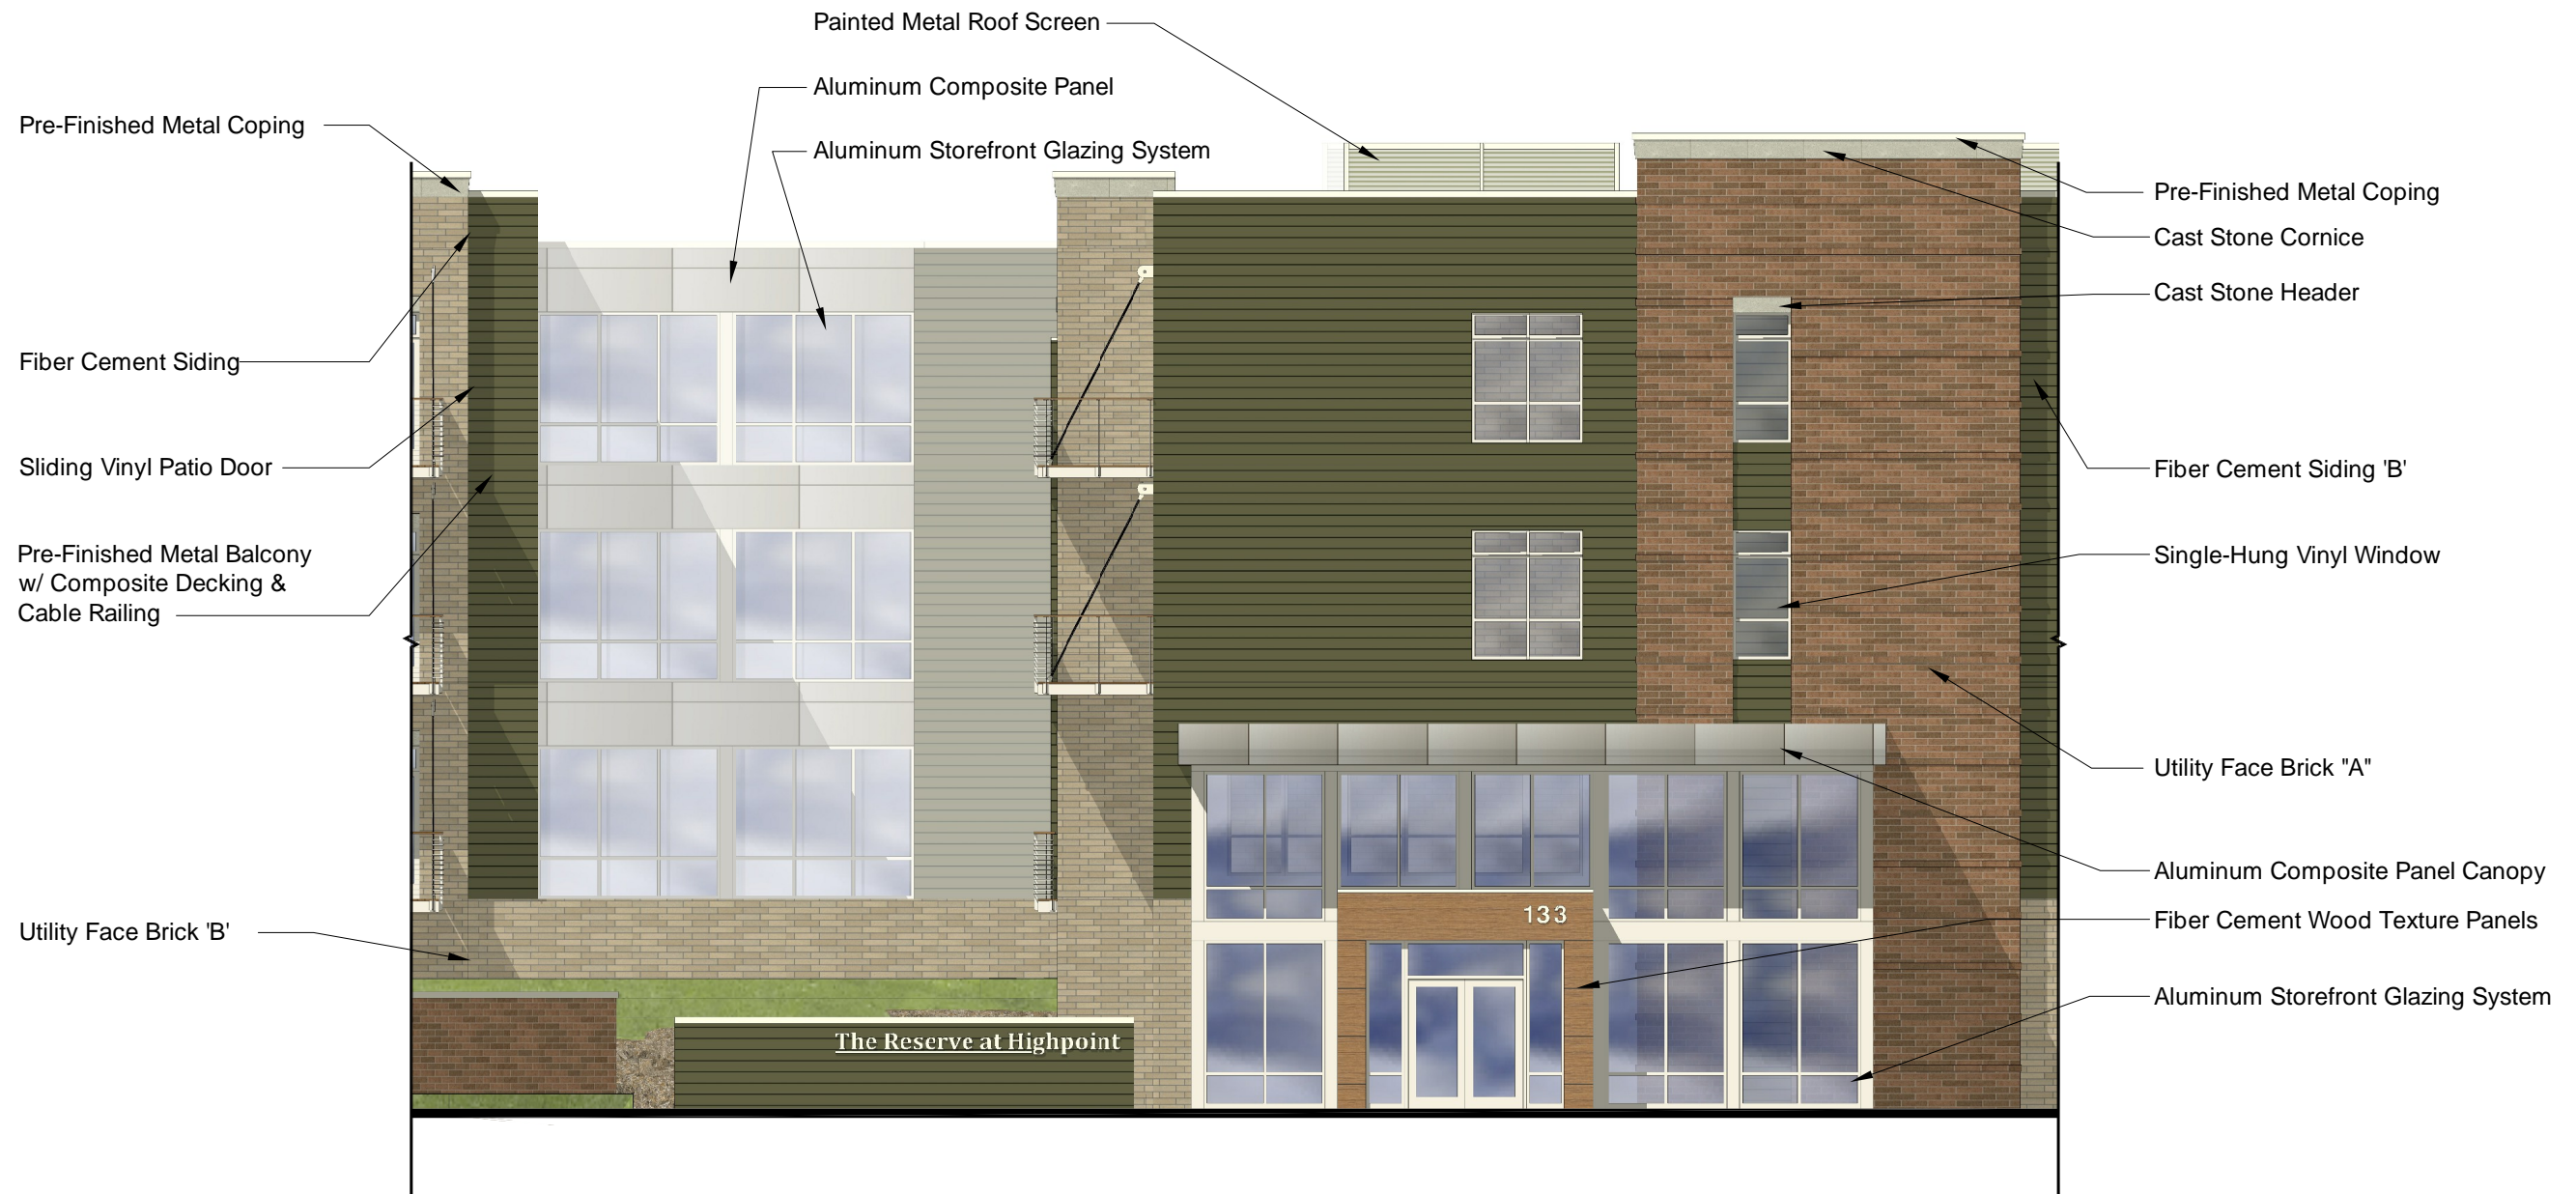 Painted Metal Roof Screen
Aluminum Composite Panel
Aluminum Storefront Glazing System
Pre-Finished Metal Coping
Fiber Cement Siding
Sliding Vinyl Patio Door
Pre-Finished Metal Balcony
w/ Composite Decking &
Cable Railing
Utility Face Brick 'B'
Pre-Finished Metal Coping
Cast Stone Cornice
Cast Stone Header
Fiber Cement Siding 'B'
Single-Hung Vinyl Window
Utility Face Brick "A"
Aluminum Composite Panel Canopy
Fiber Cement Wood Texture Panels
Aluminum Storefront Glazing System
133
The Reserve at Highpoint